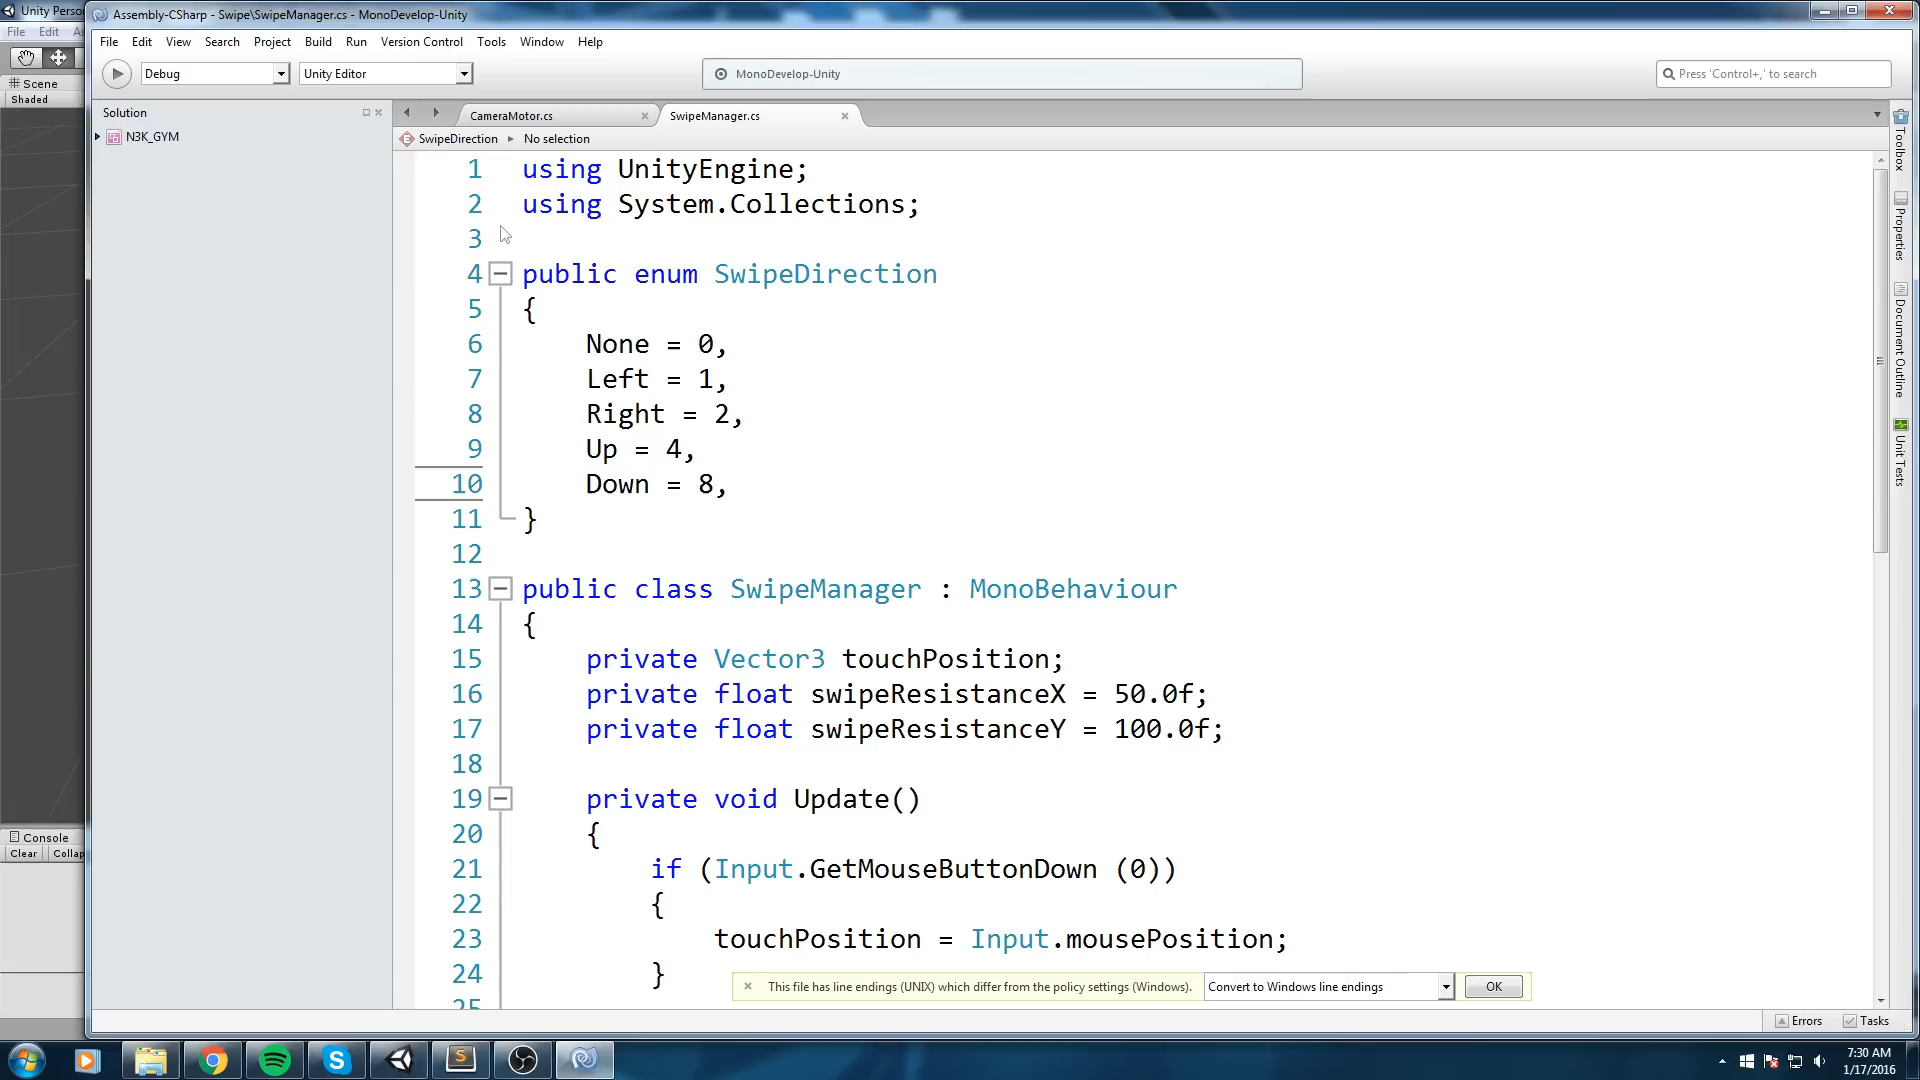 Unity Perso
Assembly-CSharp - Swipe\SwipeManager.cs - MonoDevelop-Unity
File Edit As
File Edit View Search Project Build Run Version Control Tools Window Help
Debug
Unity Editor
MonoDevelop-Unity
Press 'Control+,' to search
Scene
Shaded
Solution
N3K_GYM
CameraMotor.cs
SwipeManager.cs
SwipeDirection
No selection
1 using UnityEngine;
2 using System.Collections;
3
4 public enum SwipeDirection
5 {
6 None = 0,
7 Left = 1,
8 Right = 2,
9 Up = 4,
10 Down = 8,
11 }
12
13 public class SwipeManager : MonoBehaviour
14 {
15 private Vector3 touchPosition;
16 private float swipeResistanceX = 50.0f;
17 private float swipeResistanceY = 100.0f;
18
19 private void Update()
20 {
21 if (Input.GetMouseButtonDown (0))
22 {
23 touchPosition = Input.mousePosition;
24 }
25
Toolbox
Properties
Document Outline
Unit Tests
Console
Clear Collap
This file has line endings (UNIX) which differ from the policy settings (Windows).
Convert to Windows line endings
OK
Errors
Tasks
7:30 AM
1/17/2016